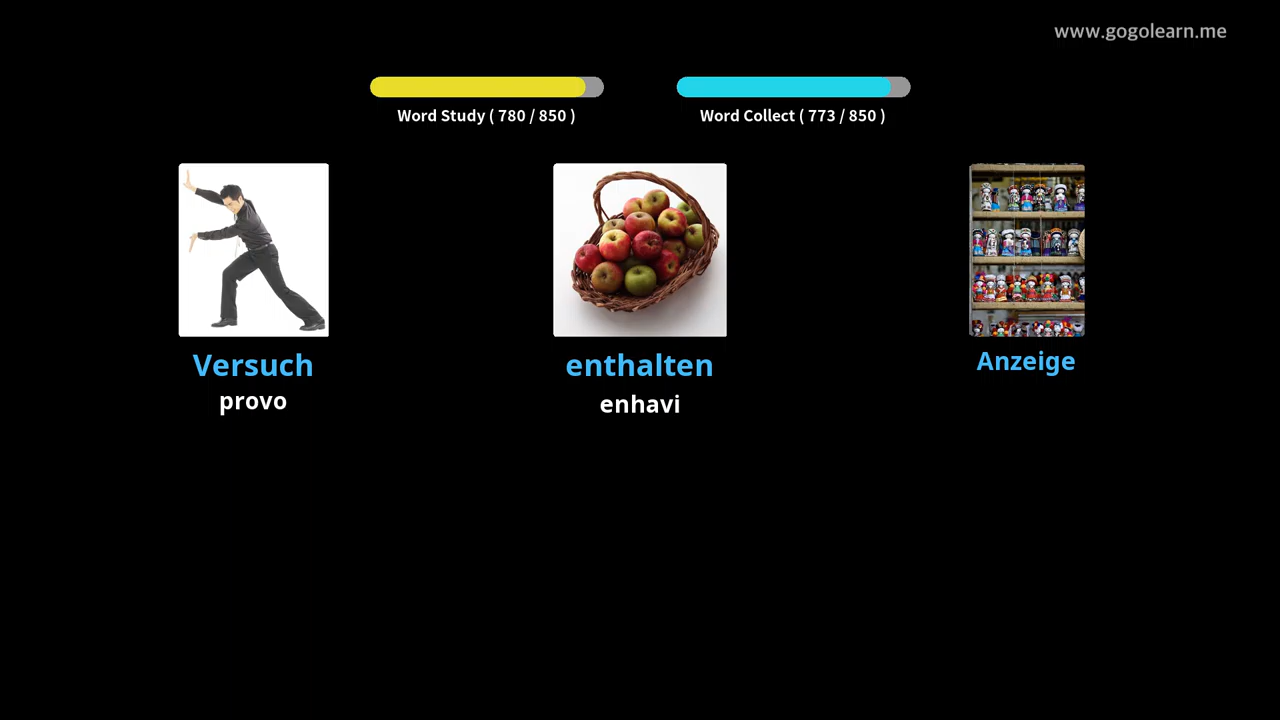 www.gogolearn.me
Word Study ( 780 / 850 )
Word Collect ( 773 / 850 )
Versuch
provo
enthalten
enhavi
Anzeige